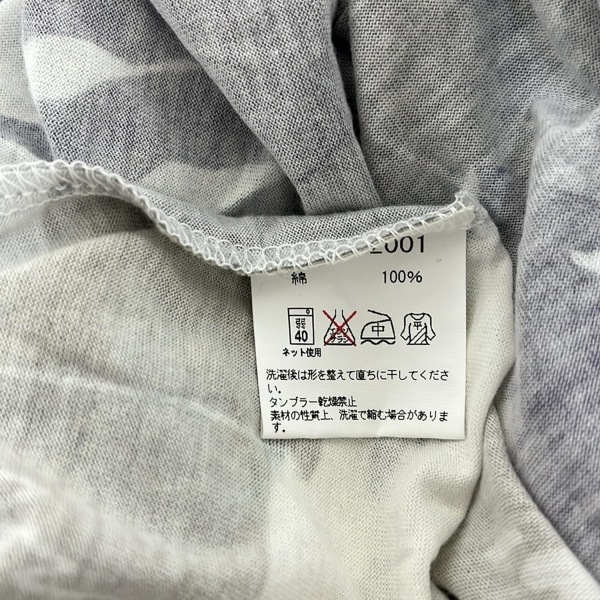 2001
綿 100%
弱 40 中 平
ネット使用
洗濯後は形を整えて直ちに干してくださ
い。
タンブラー乾燥禁止
素材の性質上、洗濯で縮む場合がありま
す。